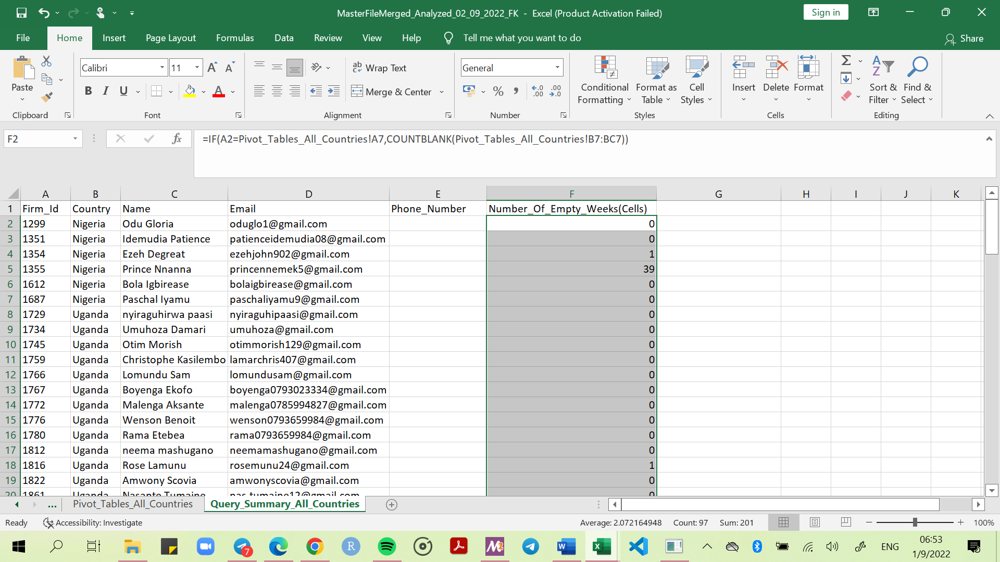 MasterFileMerged_Analyzed_02_09_2022_FK - Excel (Product Activation Failed)
Sign in
File Home Insert Page Layout Formulas Data Review View Help Tell me what you want to do Share
Paste
Clipboard
Calibri 11
B I U
Font
ab Wrap Text
Merge & Center
Alignment
General
% , .00 .0
Number
Conditional Formatting
Format as Table
Cell Styles
Styles
Insert Delete Format
Cells
Sort & Filter
Find & Select
Editing
F2 fx =IF(A2=Pivot_Tables_All_Countries!A7,COUNTBLANK(Pivot_Tables_All_Countries!B7:BC7))
A B C D E F G H I J K
1 Firm_Id Country Name Email Phone_Number Number_Of_Empty_Weeks(Cells)
2 1299 Nigeria Odu Gloria oduglo1@gmail.com 0
3 1351 Nigeria Idemudia Patience patienceidemudia08@gmail.com 0
4 1354 Nigeria Ezeh Degreat ezehjohn902@gmail.com 1
5 1355 Nigeria Prince Nnanna princennemek5@gmail.com 39
6 1612 Nigeria Bola Igbirease bolaigbirease@gmail.com 0
7 1687 Nigeria Paschal Iyamu paschaliyamu9@gmail.com 0
8 1729 Uganda nyiraguhirwa paasi nyiraguhipaasi@gmail.com 0
9 1734 Uganda Umuhoza Damari umuhoza@gmail.com 0
10 1745 Uganda Otim Morish otimmorish129@gmail.com 0
11 1759 Uganda Christophe Kasilembo lamarchris407@gmail.com 0
12 1766 Uganda Lomundu Sam lomundusam@gmail.com 0
13 1767 Uganda Boyenga Ekofo boyenga0793023334@gmail.com 0
14 1772 Uganda Malenga Aksante malenga0785994827@gmail.com 0
15 1776 Uganda Wenson Benoit wenson0793659984@gmail.com 0
16 1780 Uganda Rama Etebea rama0793659984@gmail.com 0
17 1812 Uganda neema mashugano neemamashugano@gmail.com 0
18 1816 Uganda Rose Lamunu rosemunu24@gmail.com 1
19 1822 Uganda Amwony Scovia amwonyscovia@gmail.com 0
20 1861 Uganda 0
... Pivot_Tables_All_Countries Query_Summary_All_Countries
Ready Accessibility: Investigate Average: 2.072164948 Count: 97 Sum: 201 100%
7 ENG 06:53
1/9/2022